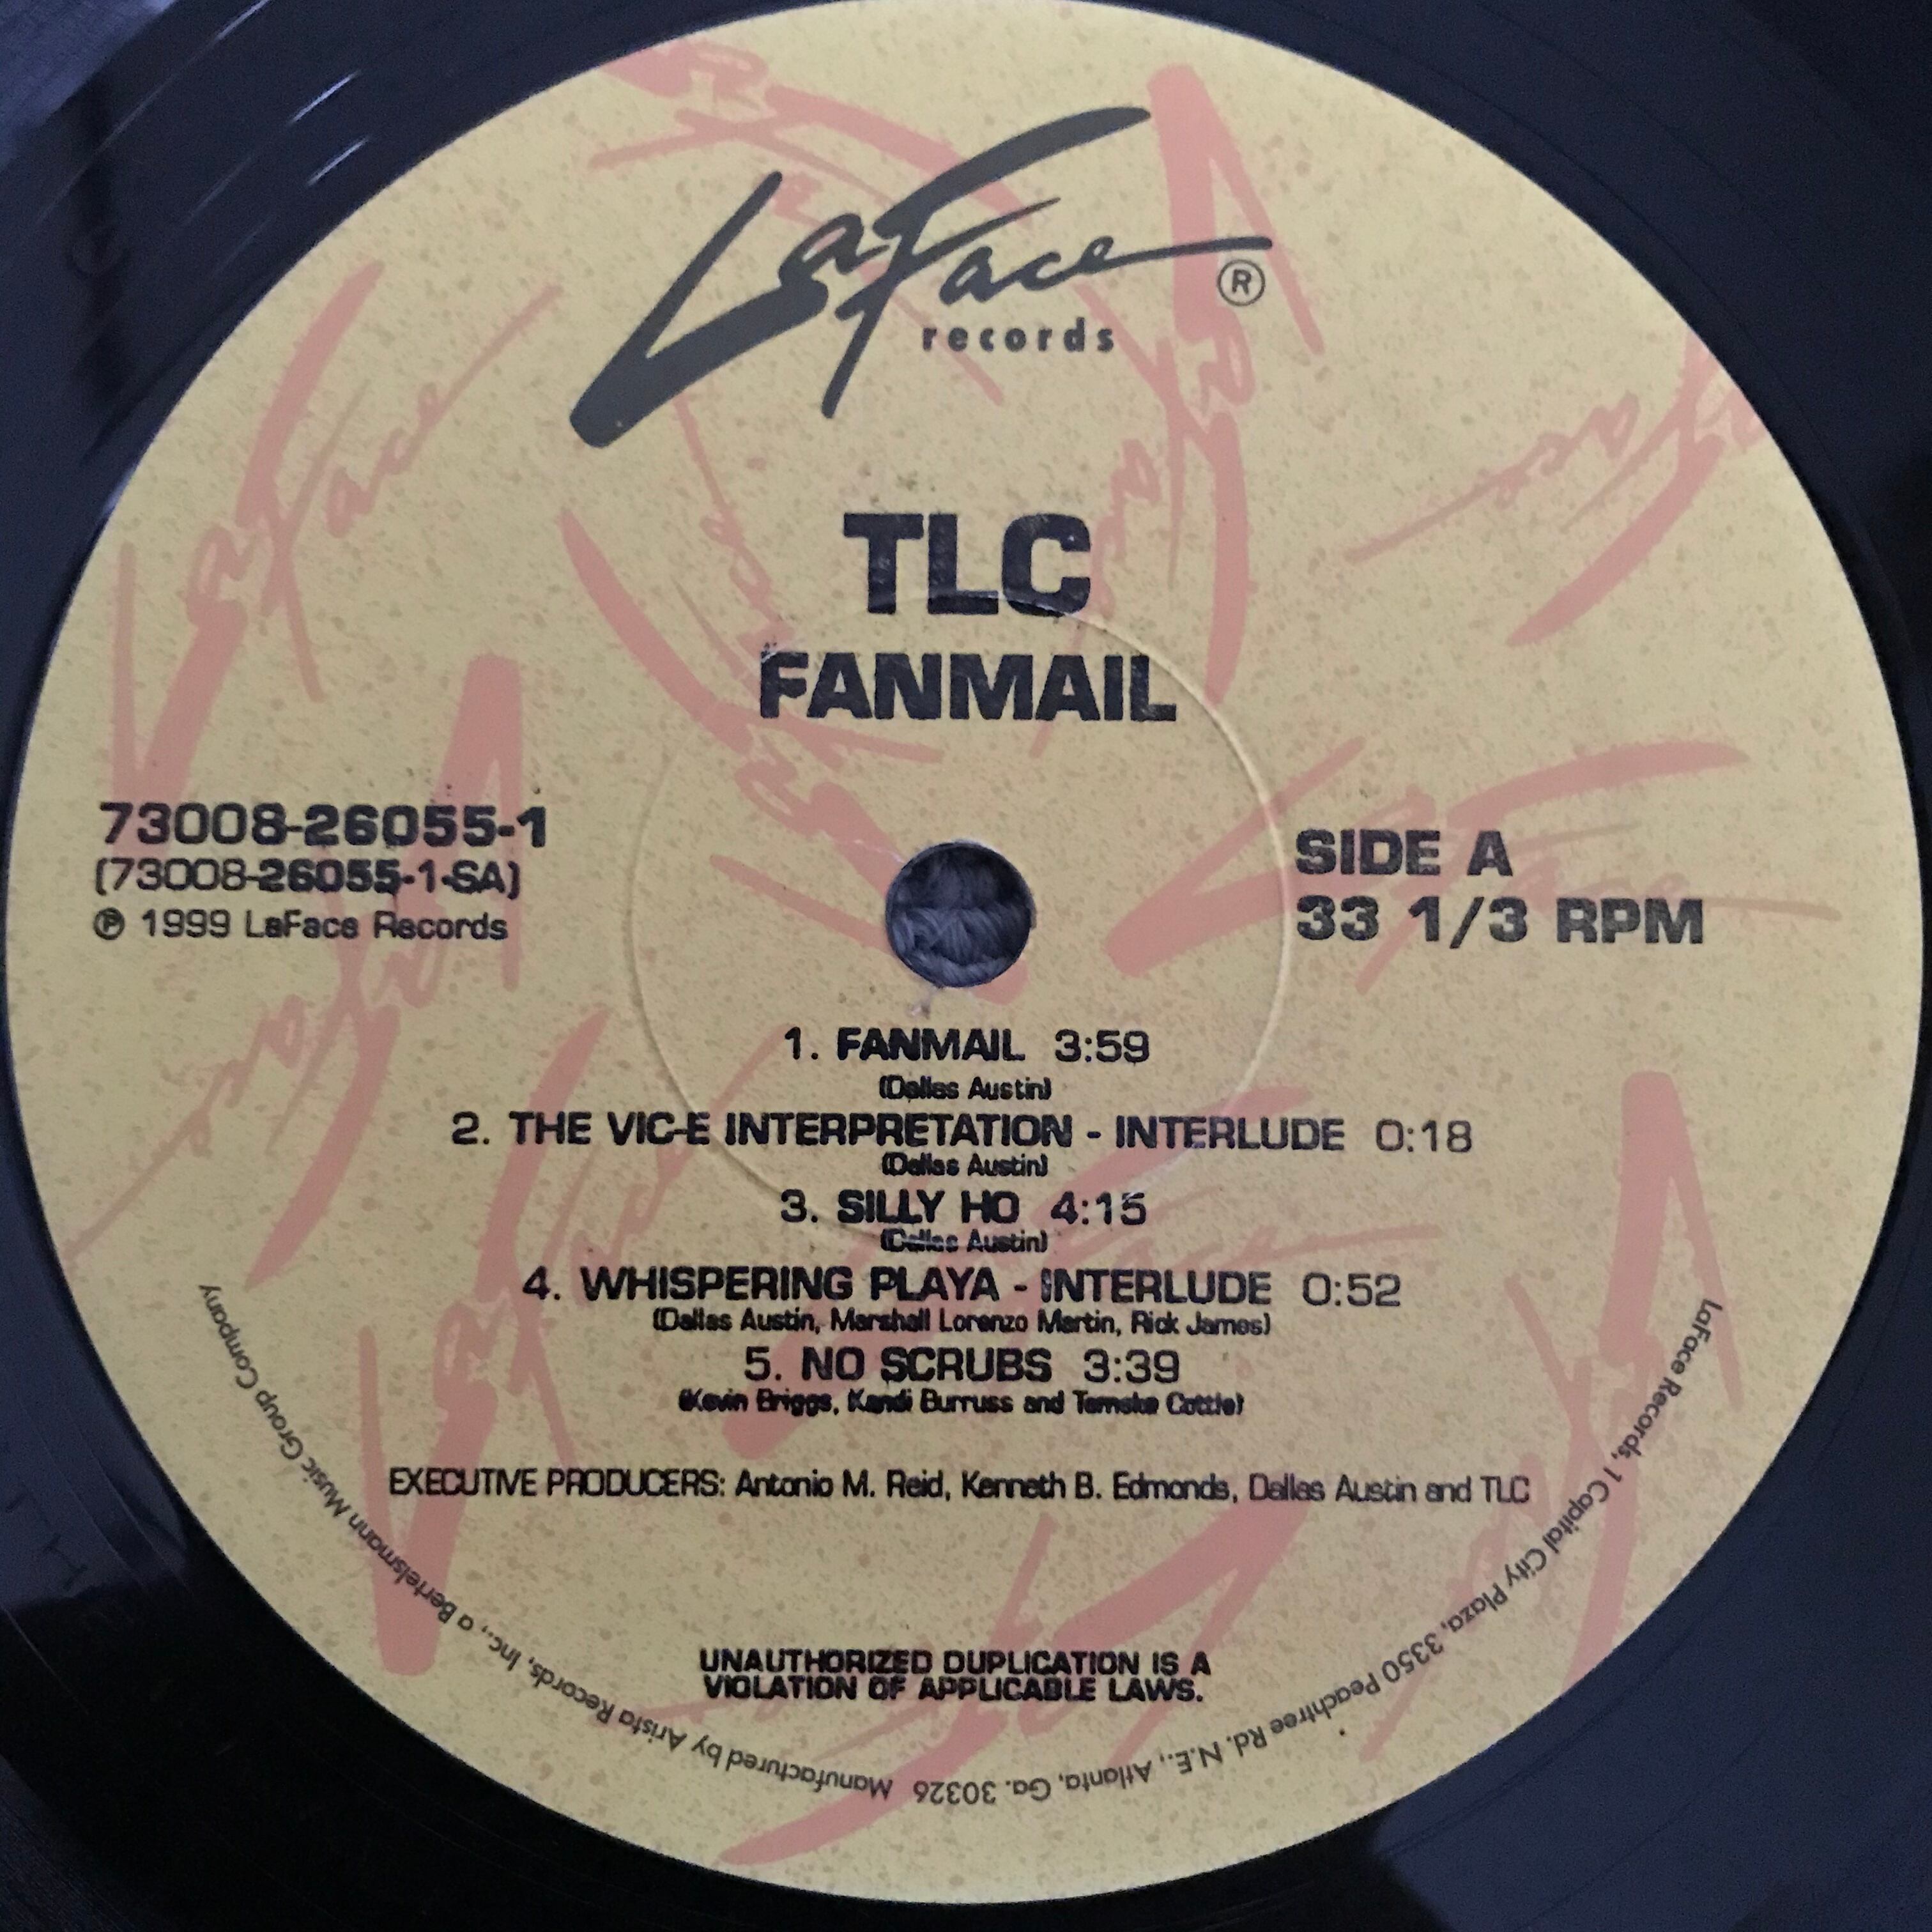 LaFace
records ®
TLC
FANMAIL
73008-26055-1
(73008-26055-1-SA)
℗ 1999 LaFace Records
SIDE A
33 1/3 RPM
1. FANMAIL 3:59
(Dallas Austin)
2. THE VIC-E INTERPRETATION - INTERLUDE 0:18
(Dallas Austin)
3. SILLY HO 4:15
(Dallas Austin)
4. WHISPERING PLAYA - INTERLUDE 0:52
(Dallas Austin, Marshall Lorenzo Martin, Rick James)
5. NO SCRUBS 3:39
(Kevin Briggs, Kandi Burruss and Tameka Cottle)
EXECUTIVE PRODUCERS: Antonio M. Reid, Kenneth B. Edmonds, Dallas Austin and TLC
UNAUTHORIZED DUPLICATION IS A
VIOLATION OF APPLICABLE LAWS.
LaFace Records, 1 Capital City Plaza, 3350 Peachtree Rd. N.E., Atlanta, Ga. 30326 Manufactured by Arista Records, Inc., a Bertelsmann Music Group Company